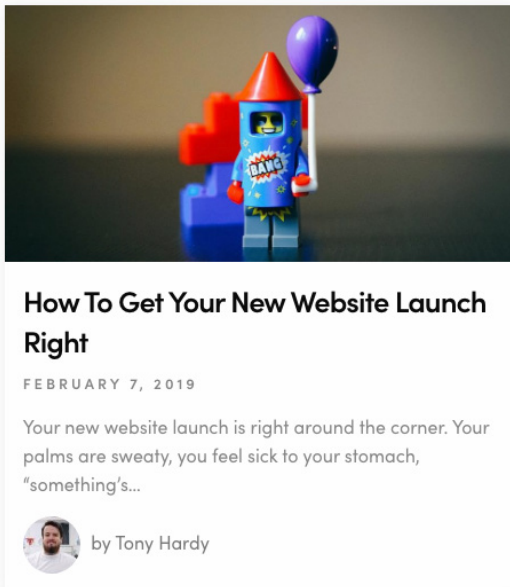 BANG
How To Get Your New Website Launch
Right
FEBRUARY 7, 2019
Your new website launch is right around the corner. Your
palms are sweaty, you feel sick to your stomach,
“something’s...
by Tony Hardy